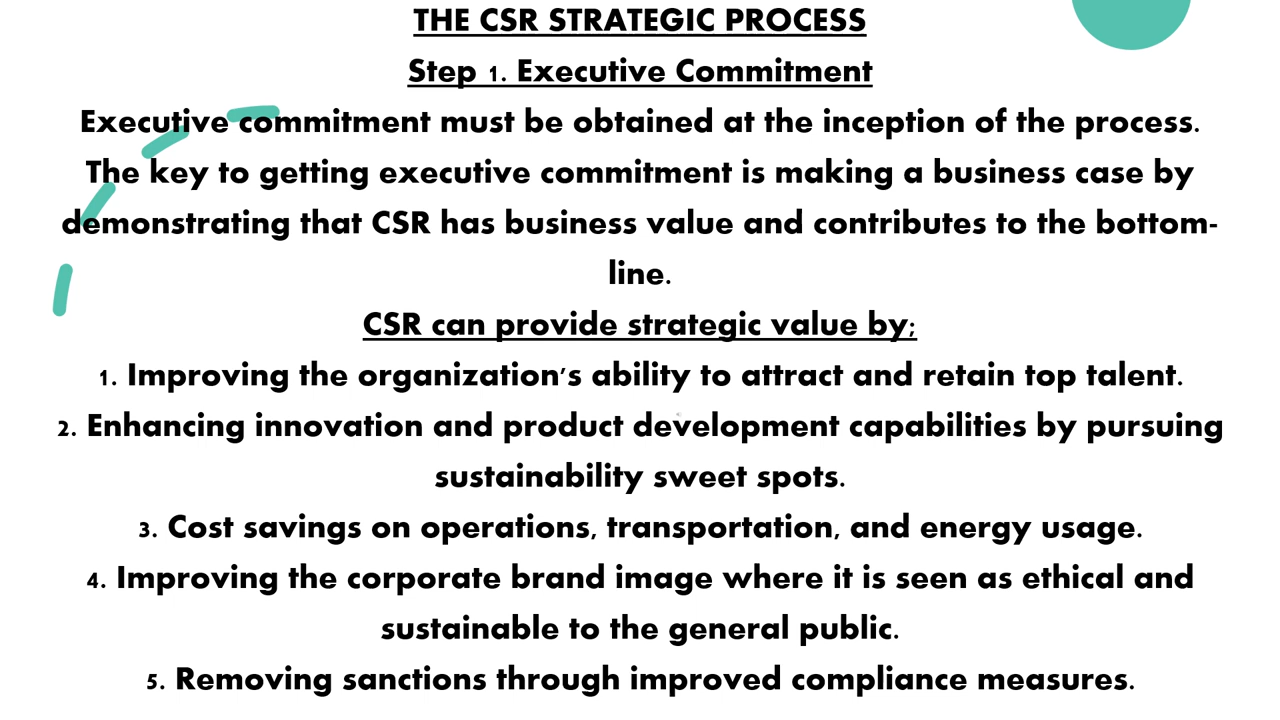 THE CSR STRATEGIC PROCESS
Step 1. Executive Commitment
Executive commitment must be obtained at the inception of the process.
The key to getting executive commitment is making a business case by
demonstrating that CSR has business value and contributes to the bottom-
line.
CSR can provide strategic value by;
1. Improving the organization's ability to attract and retain top talent.
2. Enhancing innovation and product development capabilities by pursuing
sustainability sweet spots.
3. Cost savings on operations, transportation, and energy usage.
4. Improving the corporate brand image where it is seen as ethical and
sustainable to the general public.
5. Removing sanctions through improved compliance measures.